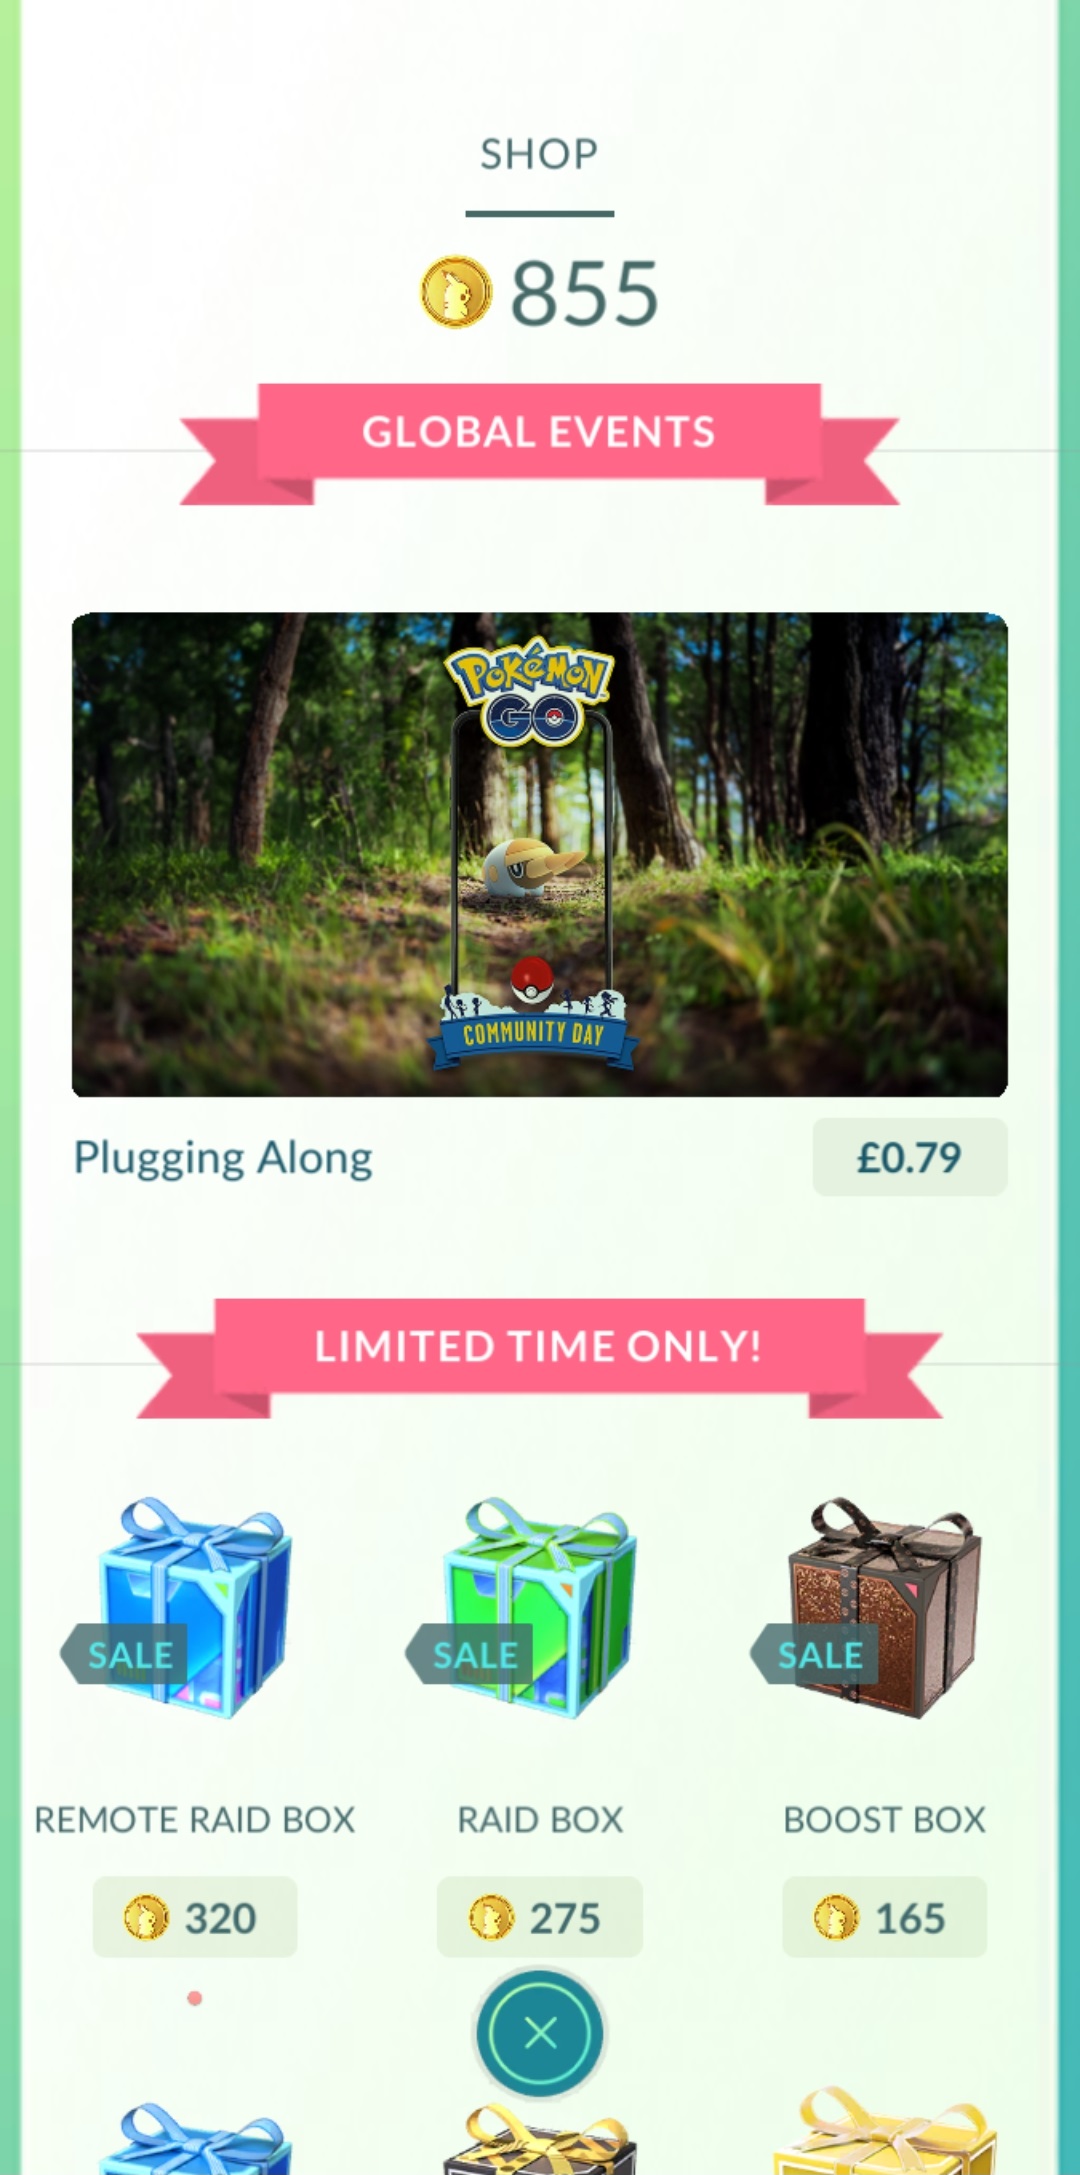 SHOP
855
GLOBAL EVENTS
POKéMON
GO
COMMUNITY DAY
Plugging Along
£0.79
LIMITED TIME ONLY!
SALE
SALE
SALE
REMOTE RAID BOX
RAID BOX
BOOST BOX
320
275
165